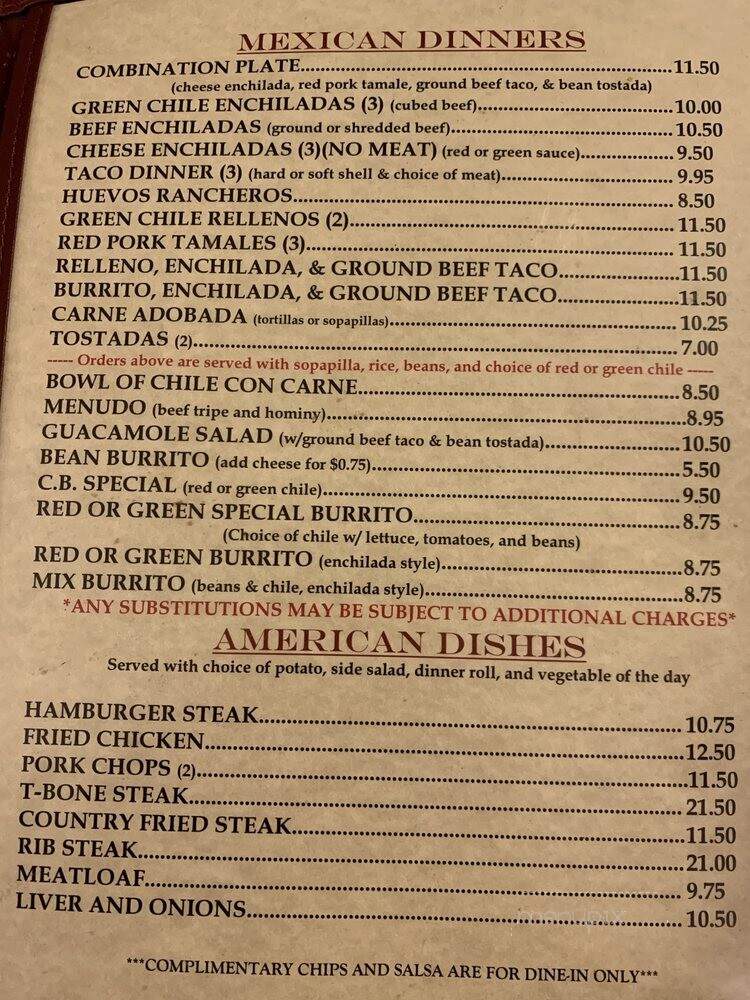 MEXICAN DINNERS
COMBINATION PLATE..........11.50
(cheese enchilada, red pork tamale, ground beef taco, & bean tostada)
GREEN CHILE ENCHILADAS (3) (cubed beef)..........10.00
BEEF ENCHILADAS (ground or shredded beef)..........10.50
CHEESE ENCHILADAS (3)(NO MEAT) (red or green sauce)..........9.50
TACO DINNER (3) (hard or soft shell & choice of meat)..........9.95
HUEVOS RANCHEROS..........8.50
GREEN CHILE RELLENOS (2)..........11.50
RED PORK TAMALES (3)..........11.50
RELLENO, ENCHILADA, & GROUND BEEF TACO..........11.50
BURRITO, ENCHILADA, & GROUND BEEF TACO..........11.50
CARNE ADOBADA (tortillas or sopapillas)..........10.25
TOSTADAS (2)..........7.00
----- Orders above are served with sopapilla, rice, beans, and choice of red or green chile -----
BOWL OF CHILE CON CARNE..........8.50
MENUDO (beef tripe and hominy)..........8.95
GUACAMOLE SALAD (w/ground beef taco & bean tostada)..........10.50
BEAN BURRITO (add cheese for $0.75)..........5.50
C.B. SPECIAL (red or green chile)..........9.50
RED OR GREEN SPECIAL BURRITO..........8.75
(Choice of chile w/ lettuce, tomatoes, and beans)
RED OR GREEN BURRITO (enchilada style)..........8.75
MIX BURRITO (beans & chile, enchilada style)..........8.75
*ANY SUBSTITUTIONS MAY BE SUBJECT TO ADDITIONAL CHARGES*
AMERICAN DISHES
Served with choice of potato, side salad, dinner roll, and vegetable of the day
HAMBURGER STEAK..........10.75
FRIED CHICKEN..........12.50
PORK CHOPS (2)..........11.50
T-BONE STEAK..........21.50
COUNTRY FRIED STEAK..........11.50
RIB STEAK..........21.00
MEATLOAF..........9.75
LIVER AND ONIONS..........10.50
***COMPLIMENTARY CHIPS AND SALSA ARE FOR DINE-IN ONLY***